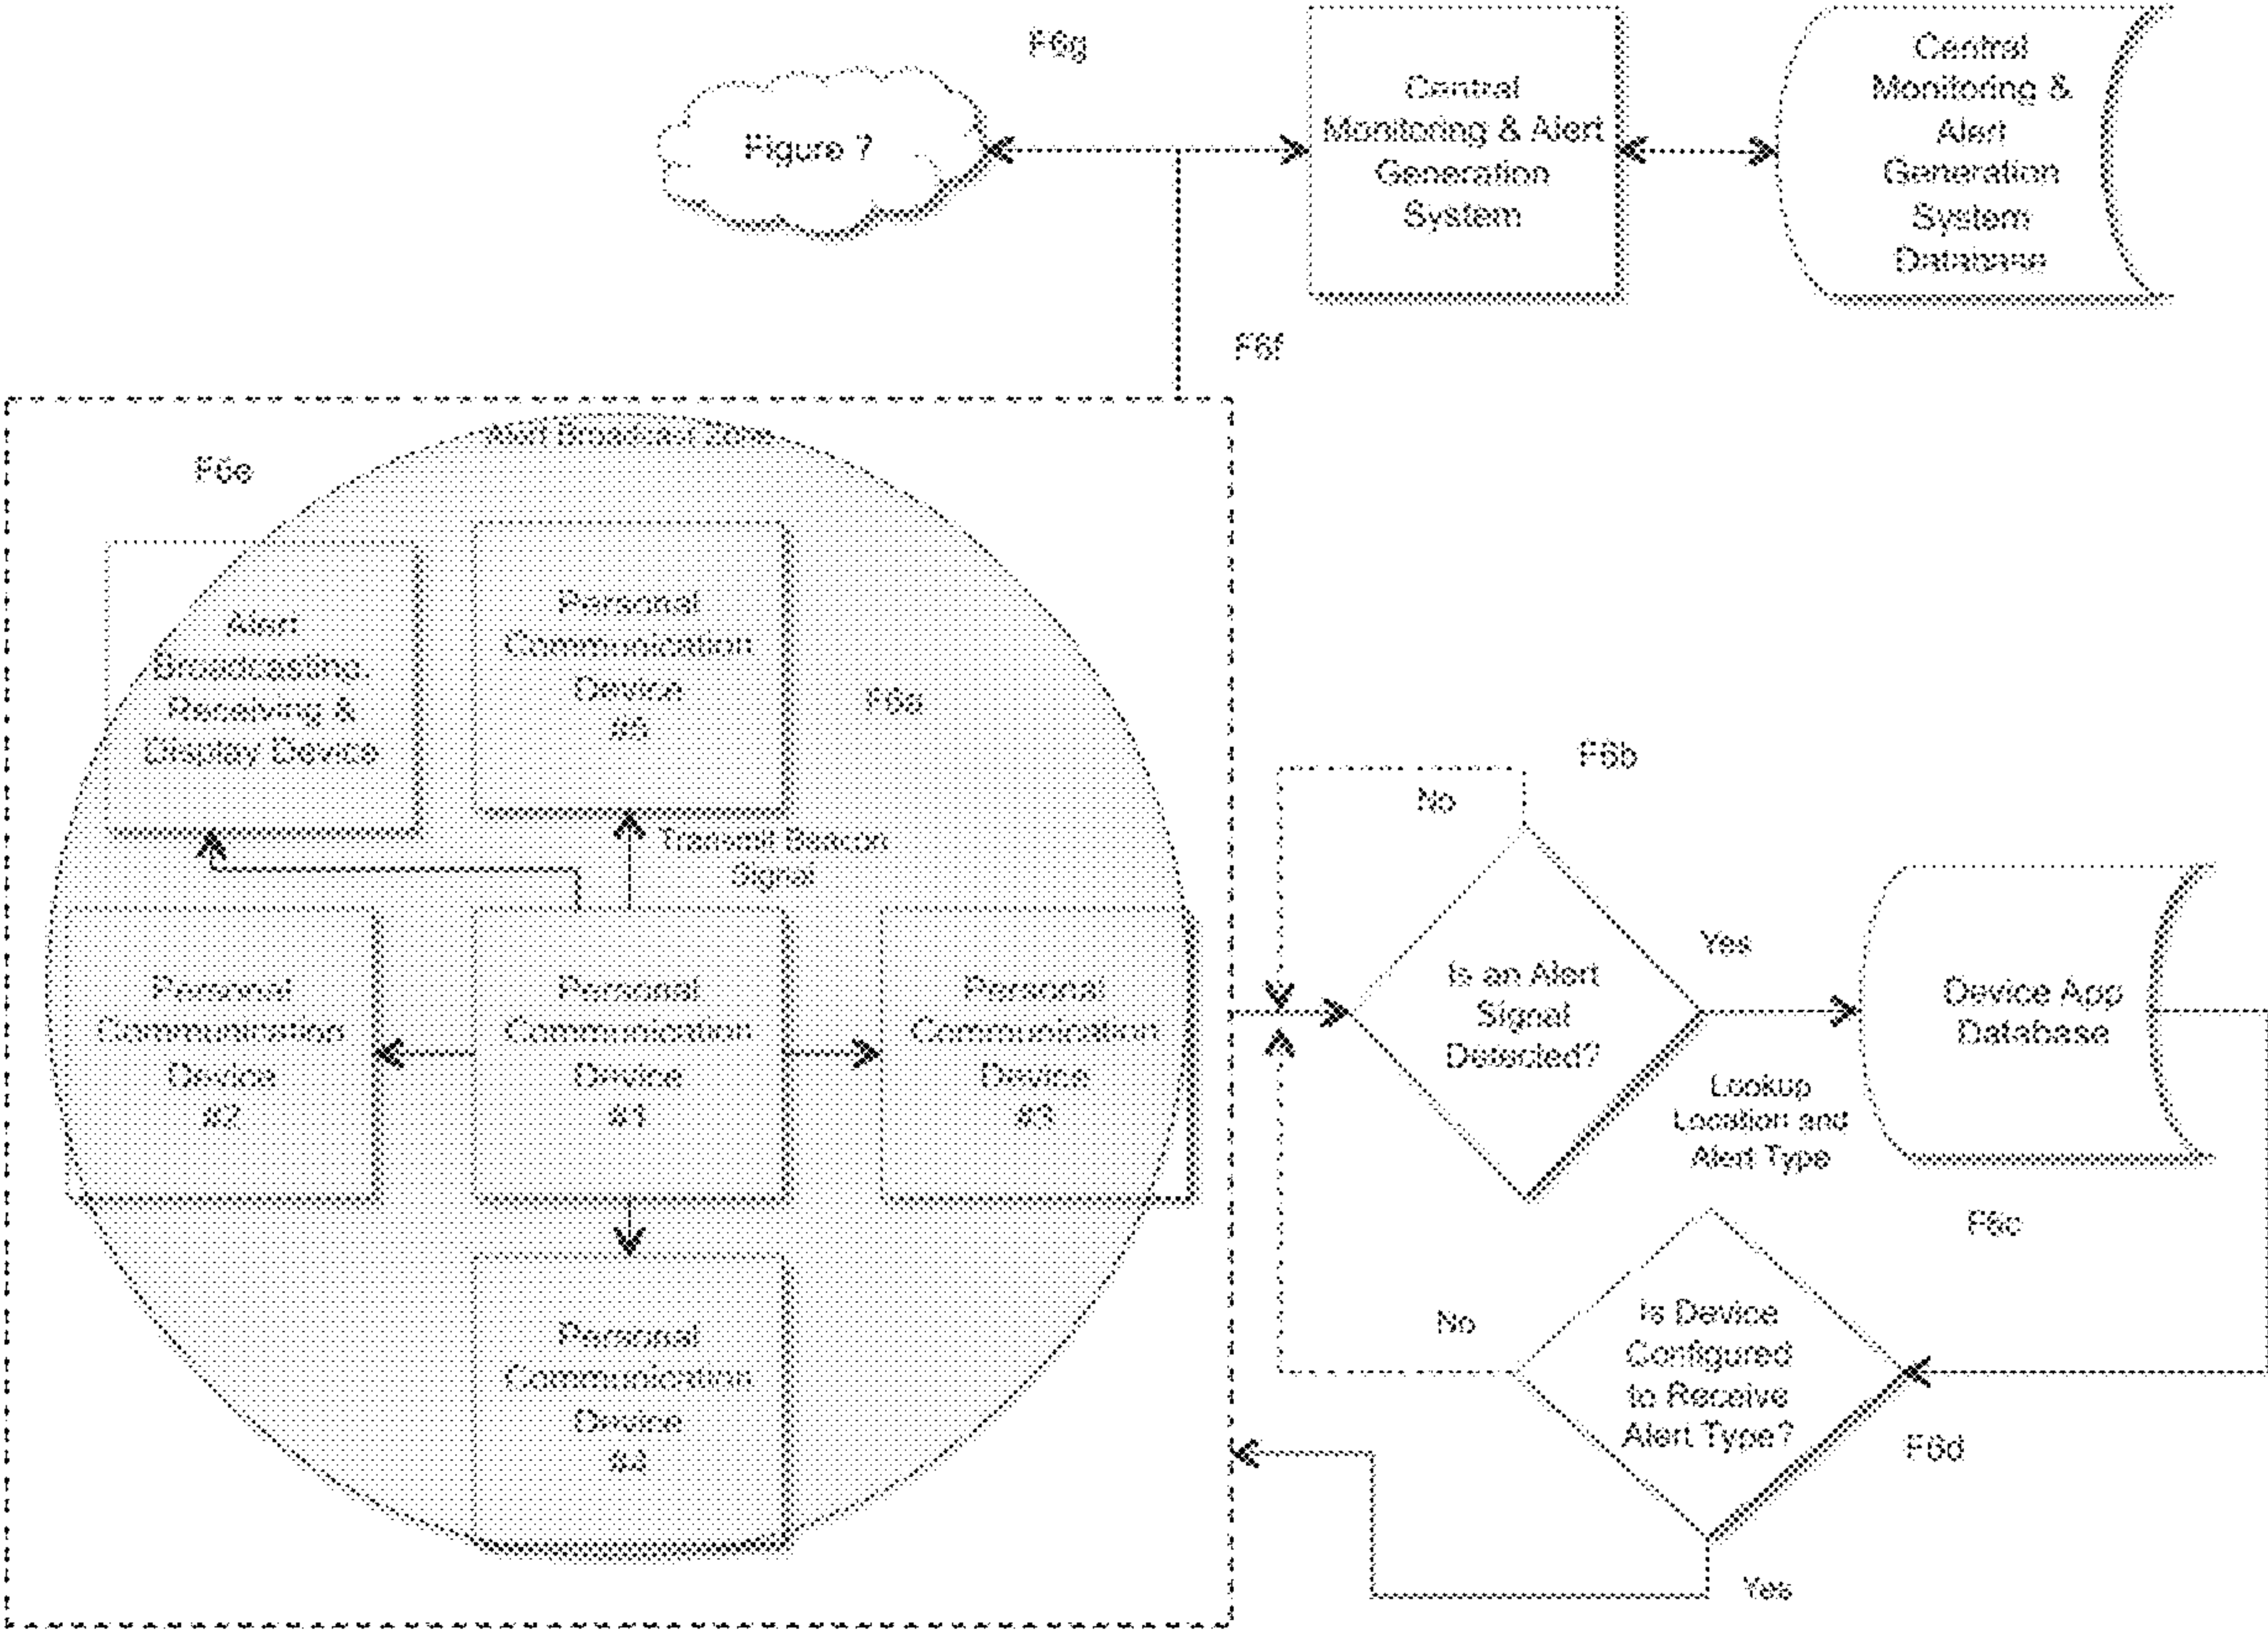 F6g
Figure 7
Central
Monitoring & Alert
Generation
System
Central
Monitoring &
Alert
Generation
System
Database
F6f
Alert Broadcast Zone
F6e
Alert
Broadcasting,
Receiving &
Display Device
Personal
Communication
Device
#5
F6a
Transmit Beacon
Signal
Personal
Communication
Device
#2
Personal
Communication
Device
#1
Personal
Communication
Device
#3
Personal
Communication
Device
#4
F6b
No
Is an Alert
Signal
Detected?
Yes
Lookup
Location and
Alert Type
Device App
Database
F6c
No
Is Device
Configured
to Receive
Alert Type?
F6d
Yes